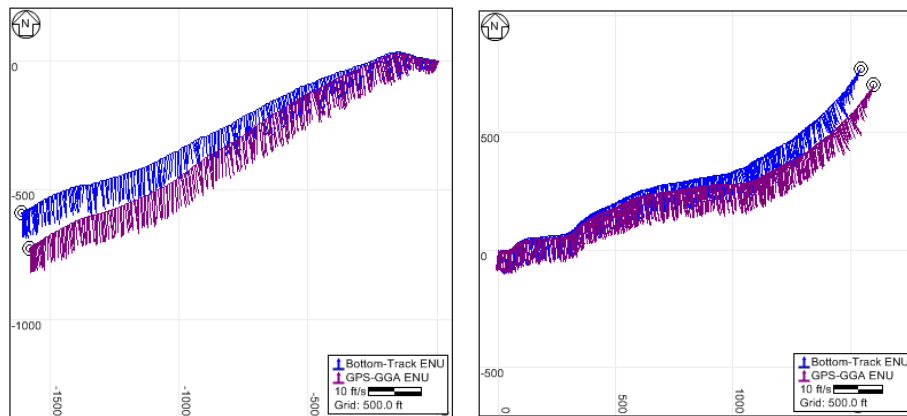 N
0
-500
-1000
-1500
-1000
-500
Bottom-Track ENU
GPS-GGA ENU
10 ft/s
Grid: 500.0 ft
N
500
0
-500
0
500
1000
Bottom-Track ENU
GPS-GGA ENU
10 ft/s
Grid: 500.0 ft